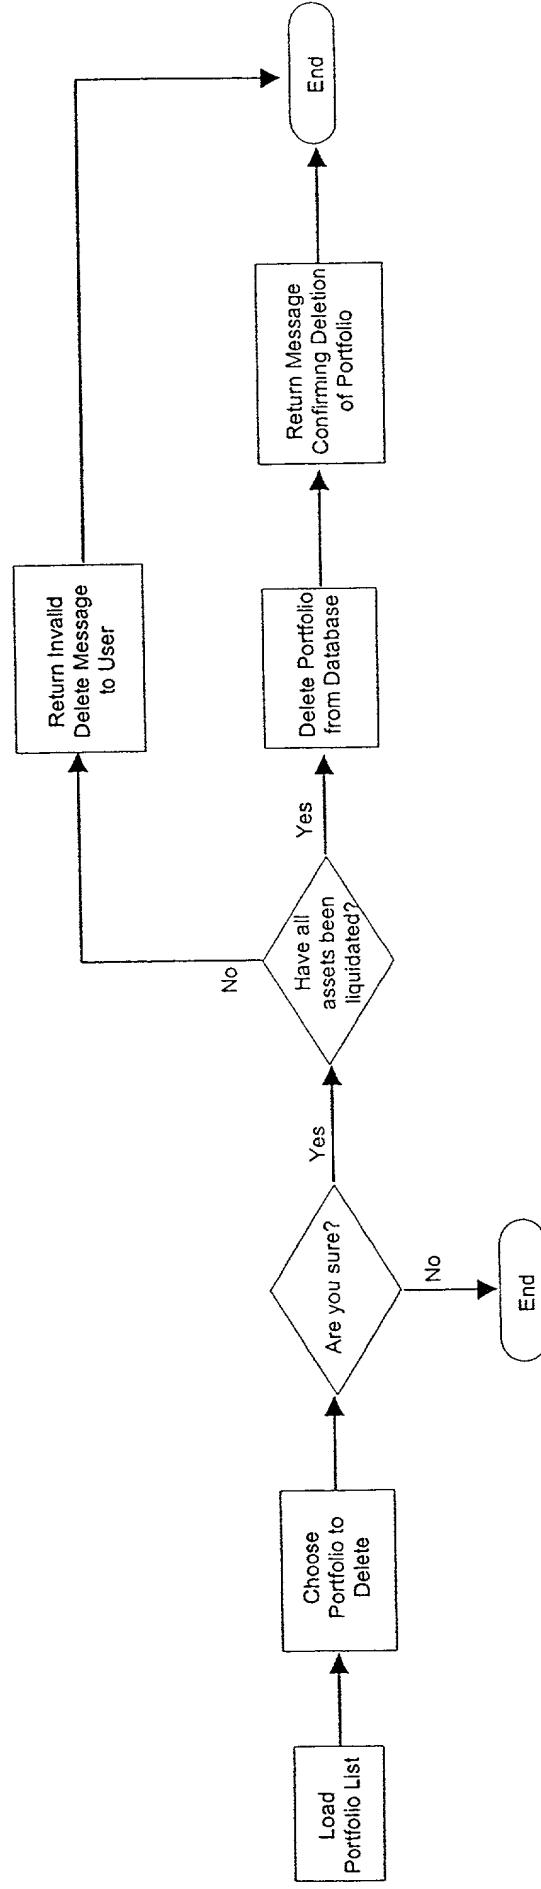 Load
Portfolio List
Choose
Portfolio to
Delete
Are you sure?
No
End
Yes
Have all
assets been
liquidated?
No
Return Invalid
Delete Message
to User
Yes
Delete Portfolio
from Database
Return Message
Confirming Deletion
of Portfolio
End